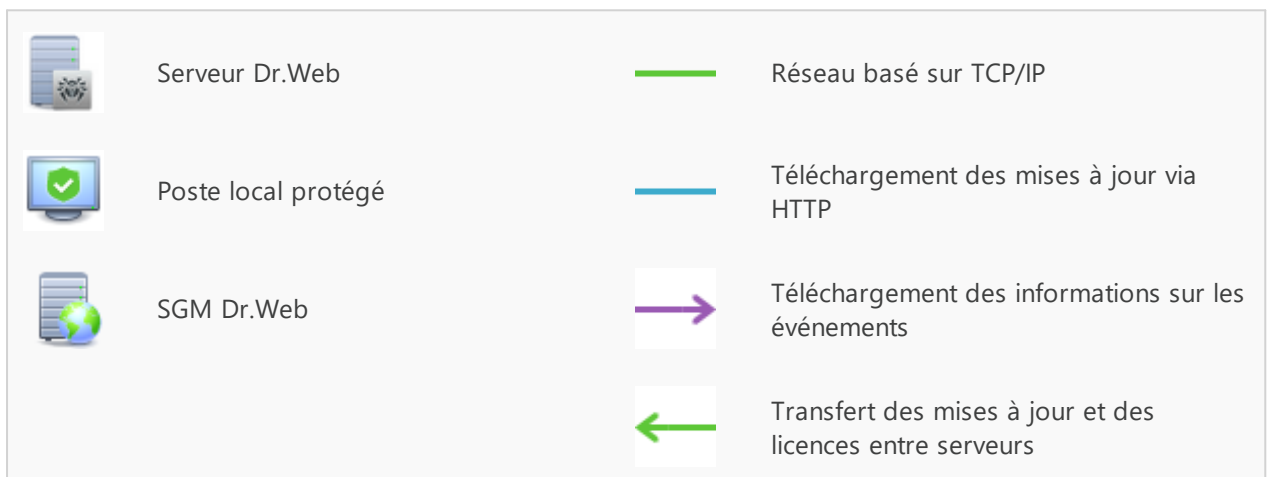 Serveur Dr.Web
Réseau basé sur TCP/IP
Poste local protégé
Téléchargement des mises à jour via
HTTP
SGM Dr.Web
Téléchargement des informations sur les
événements
Transfert des mises à jour et des
licences entre serveurs